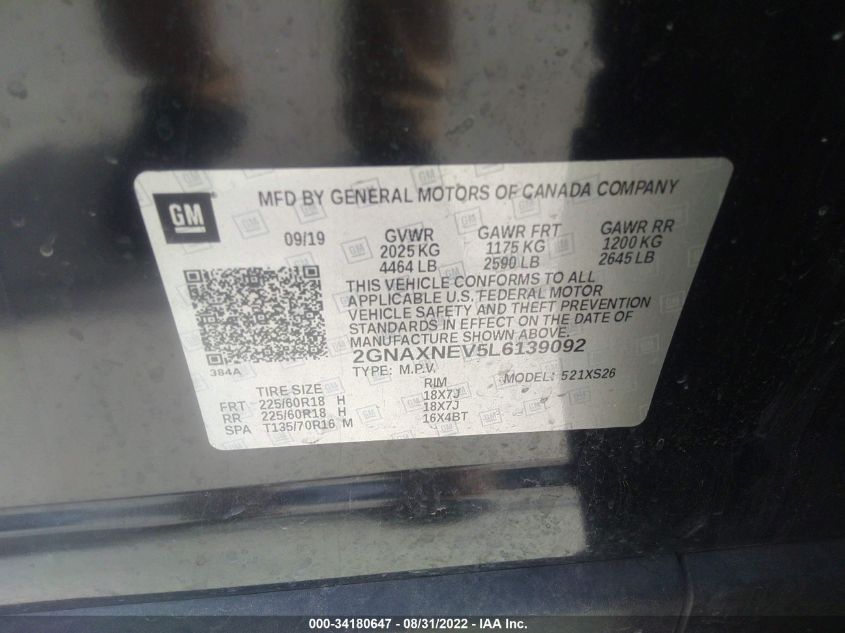 GM
MFD BY GENERAL MOTORS OF CANADA COMPANY
09/19
GVWR GAWR FRT GAWR RR
2025 KG 1175 KG 1200 KG
4464 LB 2590 LB 2645 LB
THIS VEHICLE CONFORMS TO ALL
APPLICABLE U.S. FEDERAL MOTOR
VEHICLE SAFETY AND THEFT PREVENTION
STANDARDS IN EFFECT ON THE DATE OF
MANUFACTURE SHOWN ABOVE.
2GNAXNEV5L6139092
384A
TYPE: M.P.V. MODEL: 521XS26
TIRE SIZE RIM
FRT 225/60R18 H 18X7J
RR 225/60R18 H 18X7J
SPA T135/70R16 M 16X4BT
000-34180647 - 08/31/2022 - IAA Inc.